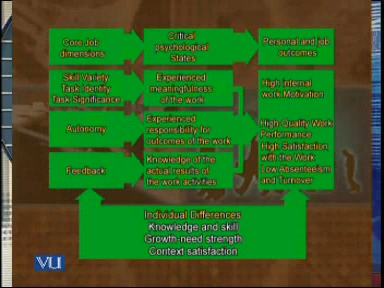 Core Job
dimensions
Critical
psychological
States
Personal and job
outcomes
Skill Variety
Task Identity
Task Significance
Experienced
meaningfulness
of the work
High Internal
work Motivation
Autonomy
Experienced
responsibility for
outcomes of the work
High Quality Work
Performance
High Satisfaction
with the Work
Low Absenteeism
and Turnover
Feedback
Knowledge of the
actual results of
the work activities
Individual Differences
Knowledge and skill
Growth-need strength
Context satisfaction
VU